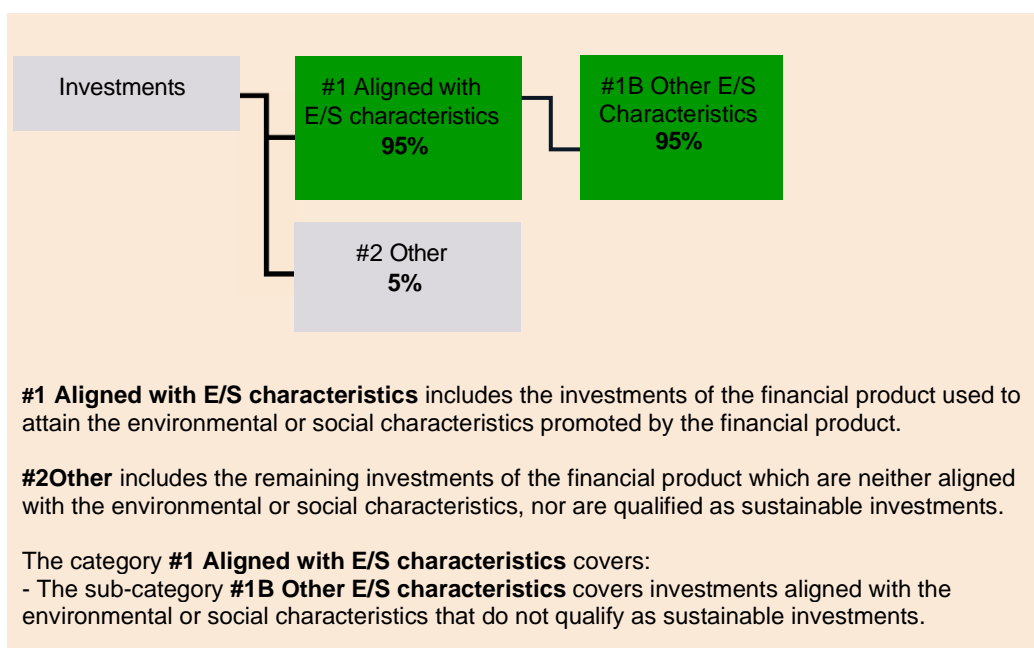 Investments
#1 Aligned with
E/S characteristics
95%
#1B Other E/S
Characteristics
95%
#2 Other
5%
#1 Aligned with E/S characteristics includes the investments of the financial product used to
attain the environmental or social characteristics promoted by the financial product.
#2Other includes the remaining investments of the financial product which are neither aligned
with the environmental or social characteristics, nor are qualified as sustainable investments.
The category #1 Aligned with E/S characteristics covers:
- The sub-category #1B Other E/S characteristics covers investments aligned with the
environmental or social characteristics that do not qualify as sustainable investments.